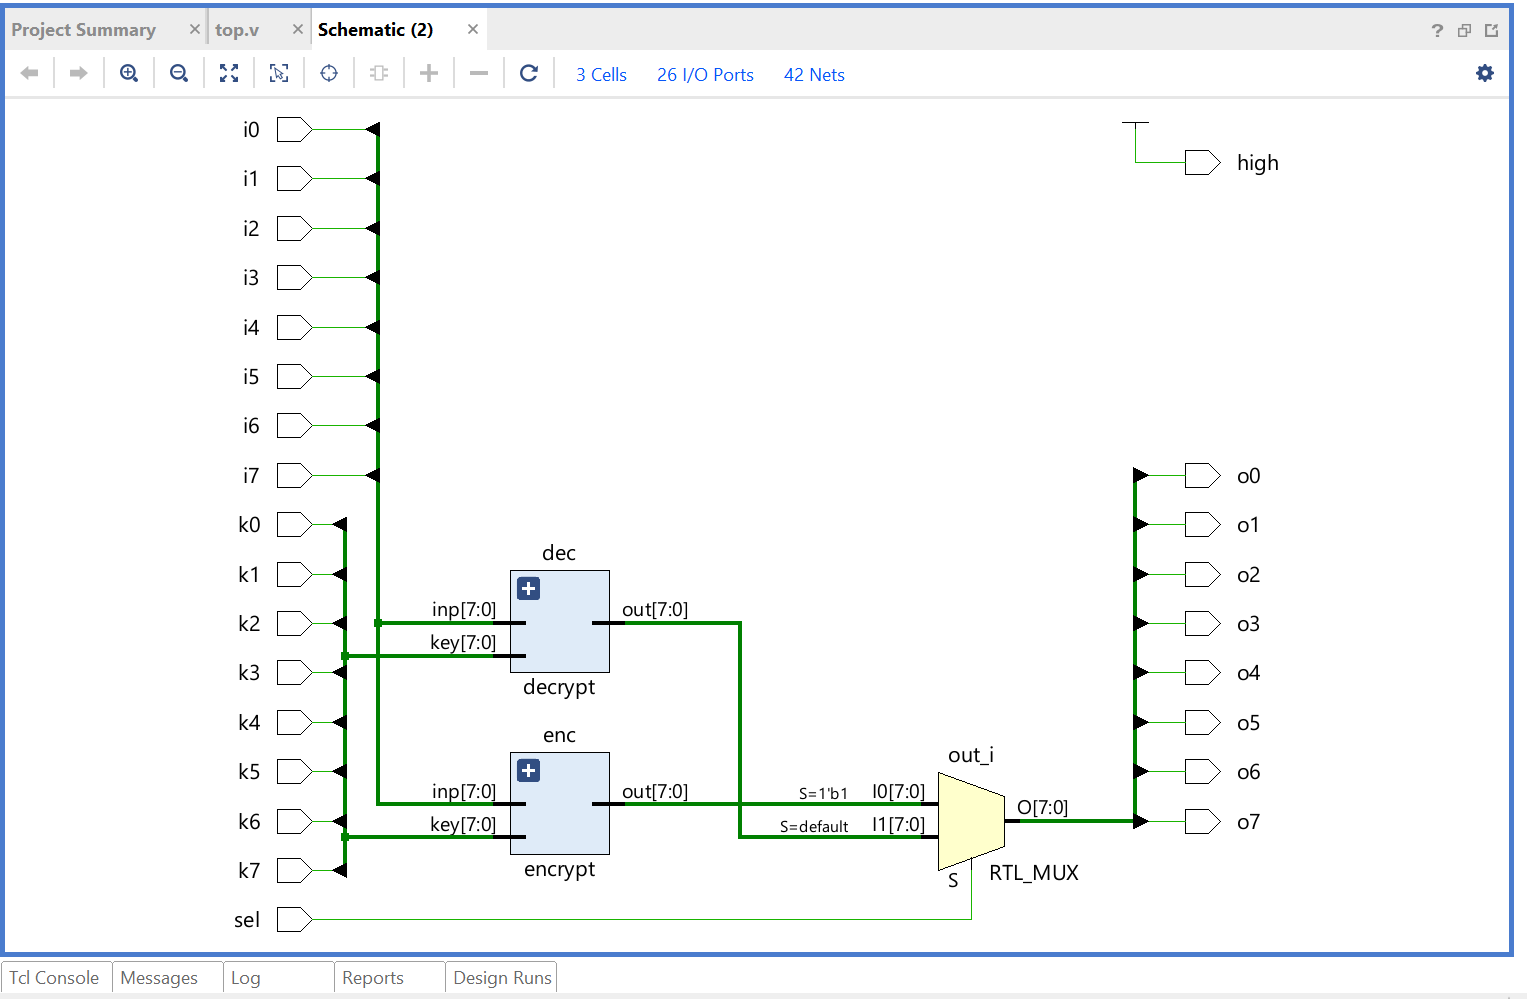 Project Summary
top.v
Schematic (2)
?
3 Cells
26 I/O Ports
42 Nets
i0
i1
i2
i3
i4
i5
i6
i7
k0
k1
k2
k3
k4
k5
k6
k7
sel
dec
inp[7:0]
key[7:0]
out[7:0]
decrypt
enc
inp[7:0]
key[7:0]
out[7:0]
encrypt
out_i
S=1'b1
I0[7:0]
S=default
I1[7:0]
O[7:0]
S
RTL_MUX
high
o0
o1
o2
o3
o4
o5
o6
o7
Tcl Console
Messages
Log
Reports
Design Runs